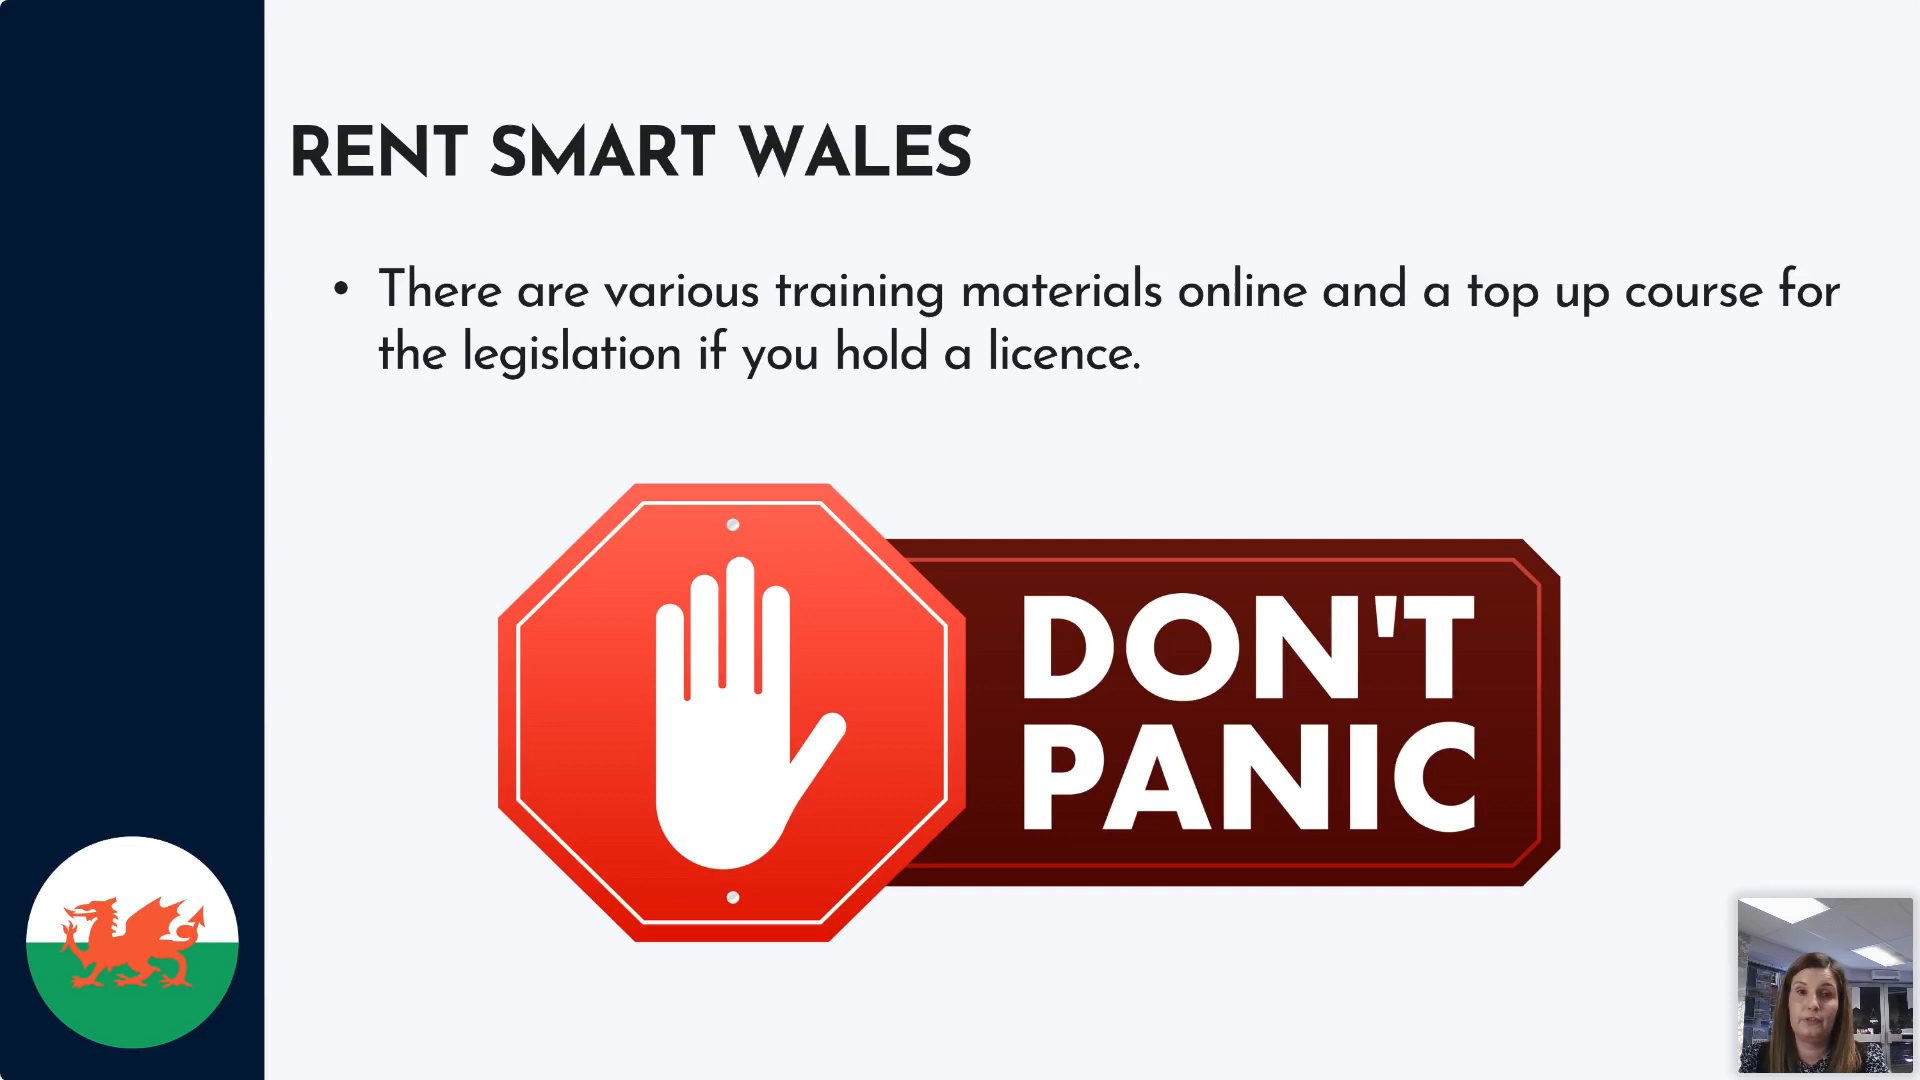 RENT SMART WALES
• There are various training materials online and a top up course for
the legislation if you hold a licence.
DON'T
PANIC